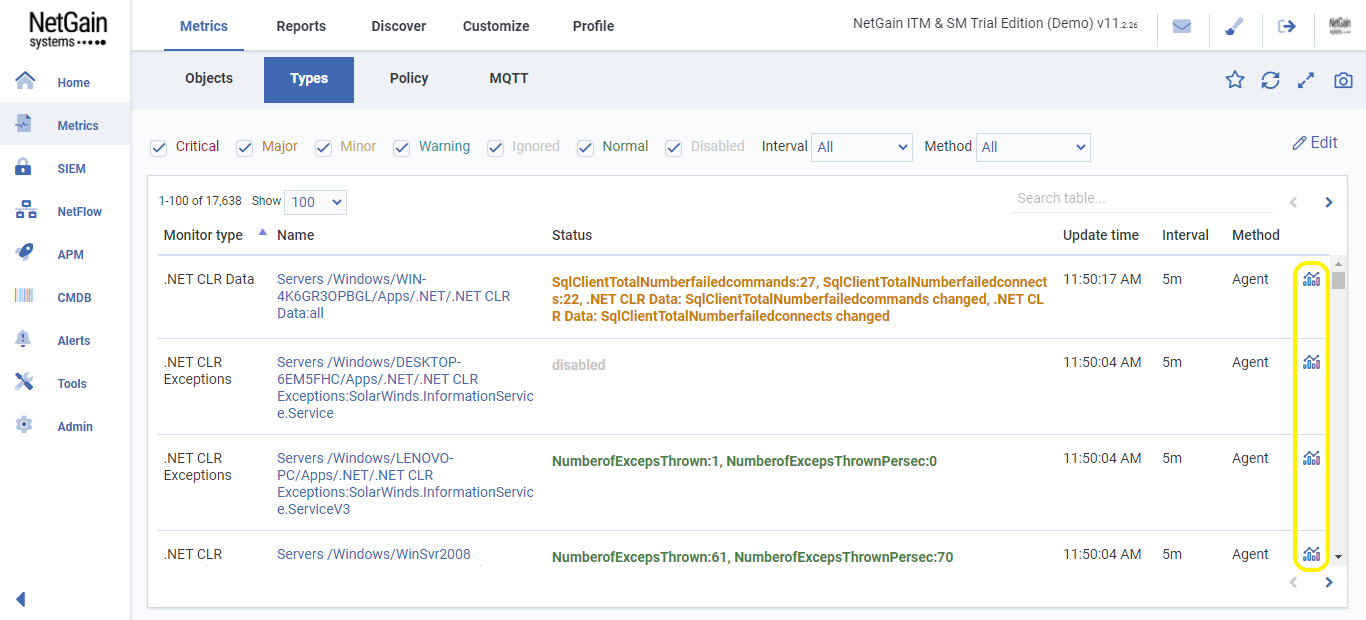 NetGain
systems
Metrics Reports Discover Customize Profile
NetGain ITM & SM Trial Edition (Demo) v11.2.26
NetGain
Home
Metrics
SIEM
NetFlow
APM
CMDB
Alerts
Tools
Admin
Objects Types Policy MQTT
Critical Major Minor Warning Ignored Normal Disabled Interval All Method All
Edit
1-100 of 17,638 Show 100
Search table...
Monitor type Name Status Update time Interval Method
.NET CLR Data
Servers /Windows/WIN-
4K6GR3OPBGL/Apps/.NET/.NET CLR
Data:all
SqlClientTotalNumberfailedcommands:27, SqlClientTotalNumberfailedconnect
s:22, .NET CLR Data: SqlClientTotalNumberfailedcommands changed, .NET CL
R Data: SqlClientTotalNumberfailedconnects changed
11:50:17 AM 5m Agent
.NET CLR
Exceptions
Servers /Windows/DESKTOP-
6EM5FHC/Apps/.NET/.NET CLR
Exceptions:SolarWinds.InformationServic
e.Service
disabled
11:50:04 AM 5m Agent
.NET CLR
Exceptions
Servers /Windows/LENOVO-
PC/Apps/.NET/.NET CLR
Exceptions:SolarWinds.InformationServic
e.ServiceV3
NumberofExcepsThrown:1, NumberofExcepsThrownPersec:0
11:50:04 AM 5m Agent
.NET CLR
Servers /Windows/WinSvr2008
NumberofExcepsThrown:61, NumberofExcepsThrownPersec:70
11:50:04 AM 5m Agent